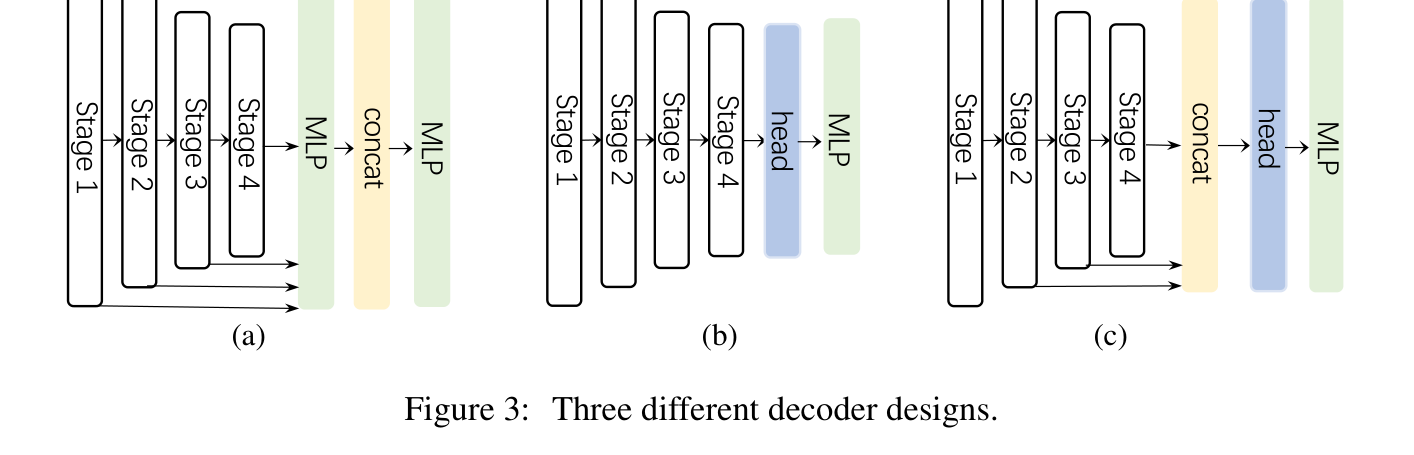 Stage 1
Stage 2
Stage 3
Stage 4
MLP
concat
MLP
(a)
Stage 1
Stage 2
Stage 3
Stage 4
head
MLP
(b)
Stage 1
Stage 2
Stage 3
Stage 4
concat
head
MLP
(c)
Figure 3: Three different decoder designs.